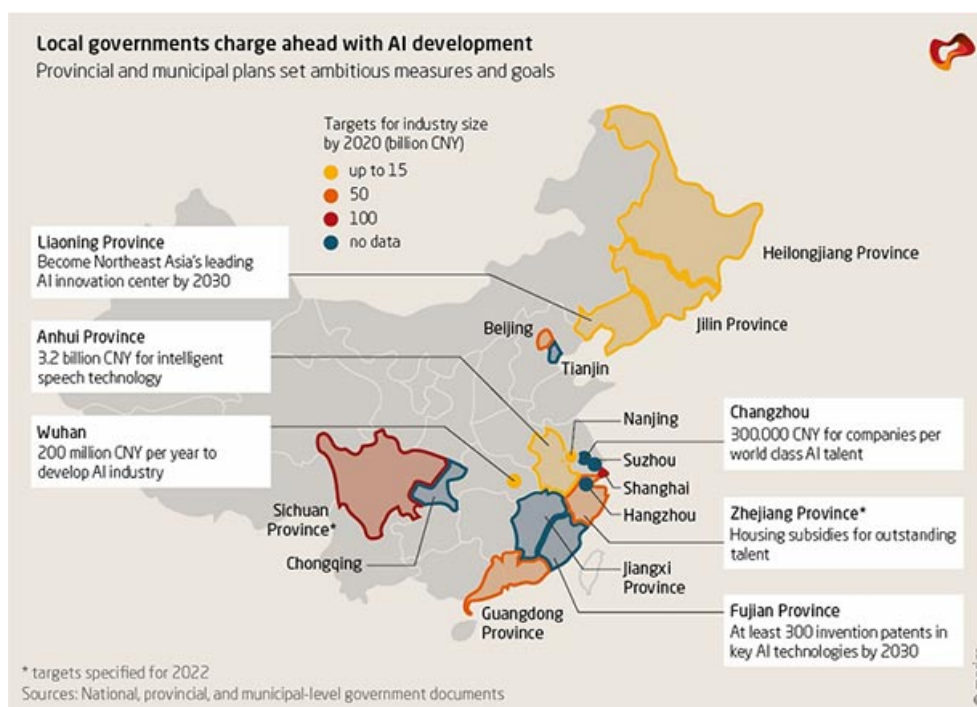 Local governments charge ahead with AI development
Provincial and municipal plans set ambitious measures and goals
Targets for industry size
by 2020 (billion CNY)
up to 15
50
100
no data
Liaoning Province
Become Northeast Asia's leading
AI innovation center by 2030
Heilongjiang Province
Jilin Province
Beijing
Tianjin
Anhui Province
3.2 billion CNY for intelligent
speech technology
Wuhan
200 million CNY per year to
develop AI industry
Nanjing
Suzhou
Shanghai
Hangzhou
Changzhou
300.000 CNY for companies per
world class AI talent
Zhejiang Province*
Housing subsidies for outstanding
talent
Sichuan
Province*
Chongqing
Jiangxi
Province
Guangdong
Province
Fujian Province
At least 300 invention patents in
key AI technologies by 2030
* targets specified for 2022
Sources: National, provincial, and municipal-level government documents